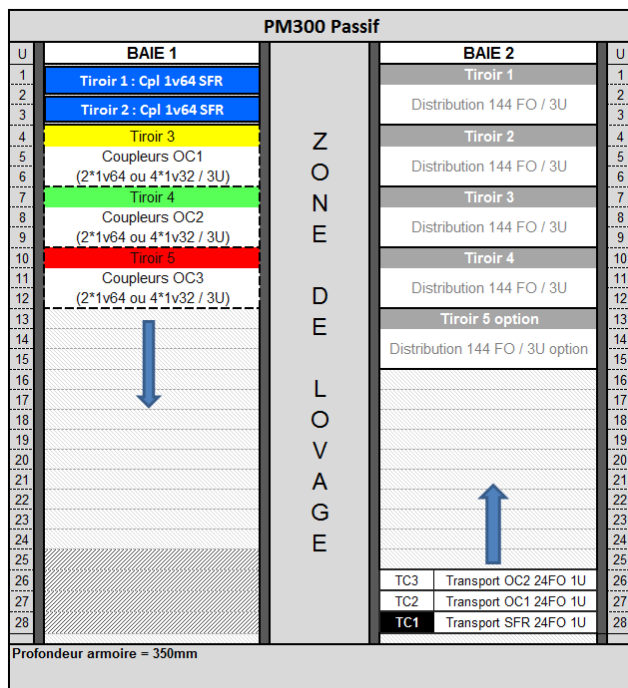 PM300 Passif
U BAIE 1 BAIE 2 U
1 Tiroir 1 : Cpl 1v64 SFR Tiroir 1 1
2 Distribution 144 FO / 3U 2
3 Tiroir 2 : Cpl 1v64 SFR 3
4 Tiroir 3 Tiroir 2 4
5 Coupleurs OC1 Distribution 144 FO / 3U 5
6 (2*1v64 ou 4*1v32 / 3U) 6
7 Tiroir 4 Tiroir 3 7
8 Coupleurs OC2 Distribution 144 FO / 3U 8
9 (2*1v64 ou 4*1v32 / 3U) 9
10 Tiroir 5 Tiroir 4 10
11 Coupleurs OC3 Distribution 144 FO / 3U 11
12 (2*1v64 ou 4*1v32 / 3U) 12
13 Tiroir 5 option 13
14 Distribution 144 FO / 3U option 14
15 15
16 16
17 17
18 18
19 19
20 20
21 21
22 22
23 23
24 24
25 25
26 TC3 Transport OC2 24FO 1U 26
27 TC2 Transport OC1 24FO 1U 27
28 TC1 Transport SFR 24FO 1U 28
Z
O
N
E
D
E
L
O
V
A
G
E
Profondeur armoire = 350mm